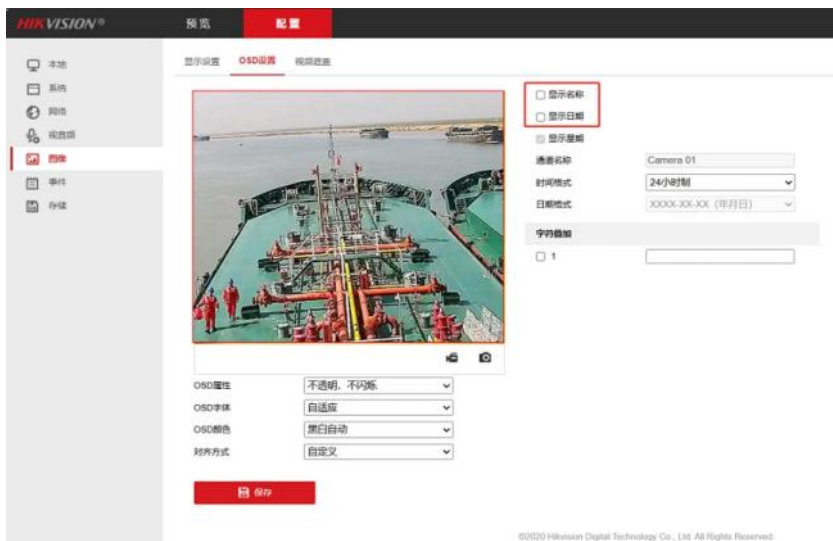 HIKVISION®
预览
配置
本地
系统
网络
视音频
图像
事件
存储
显示设置
OSD设置
视频遮盖
显示名称
显示日期
显示星期
通道名称 Camera 01
时间格式 24小时制
日期格式 XXXX-XX-XX（年月日）
字符叠加
1
OSD属性 不透明、不闪烁
OSD字体 自适应
OSD颜色 黑白自动
对齐方式 自定义
保存
©2020 Hikvision Digital Technology Co., Ltd. All Rights Reserved.